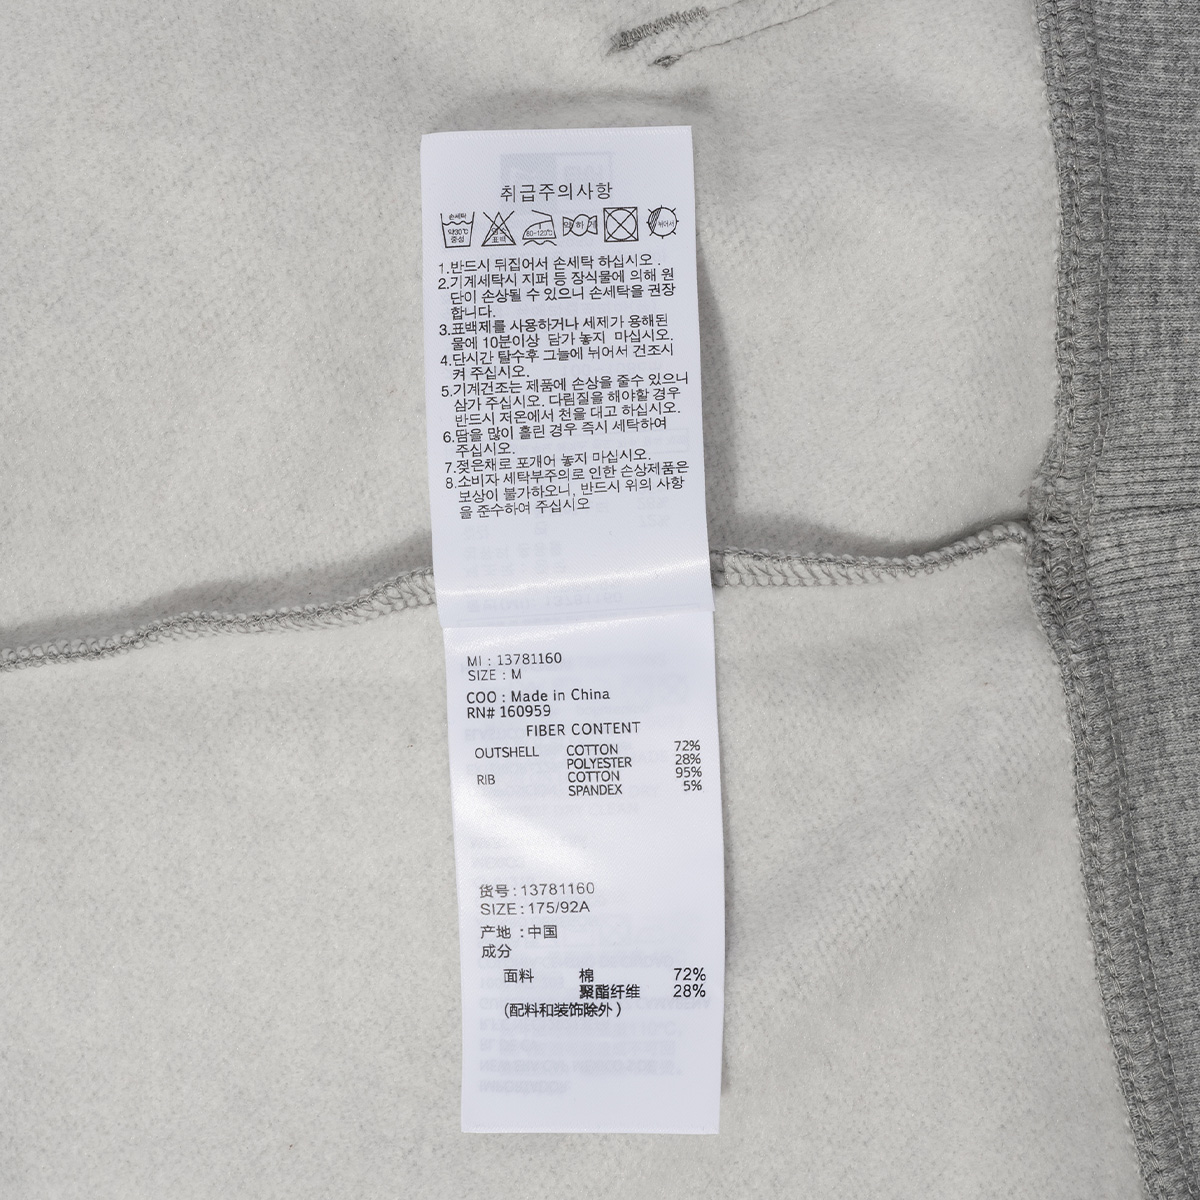 취급주의사항
손세탁
약30℃
중성
염소
표백
80~120℃
약하게
뉘어서
1.반드시 뒤집어서 손세탁 하십시오.
2.기계세탁시 지퍼 등 장식물에 의해 원
단이 손상될 수 있으니 손세탁을 권장
합니다.
3.표백제를 사용하거나 세제가 용해된
물에 10분이상 담가 놓지 마십시오.
4.단시간 탈수후 그늘에 뉘어서 건조시
켜 주십시오.
5.기계건조는 제품에 손상을 줄수 있으니
삼가 주십시오. 다림질을 해야할 경우
반드시 저온에서 천을 대고 하십시오.
6.땀을 많이 흘린 경우 즉시 세탁하여
주십시오.
7.젖은채로 포개어 놓지 마십시오.
8.소비자 세탁부주의로 인한 손상제품은
보상이 불가하오니, 반드시 위의 사항
을 준수하여 주십시오
MI : 13781160
SIZE : M
COO : Made in China
RN# 160959
FIBER CONTENT
OUTSHELL COTTON 72%
POLYESTER 28%
RIB COTTON 95%
SPANDEX 5%
货号:13781160
SIZE:175/92A
产地 :中国
成分
面料 棉 72%
聚酯纤维 28%
(配料和装饰除外)